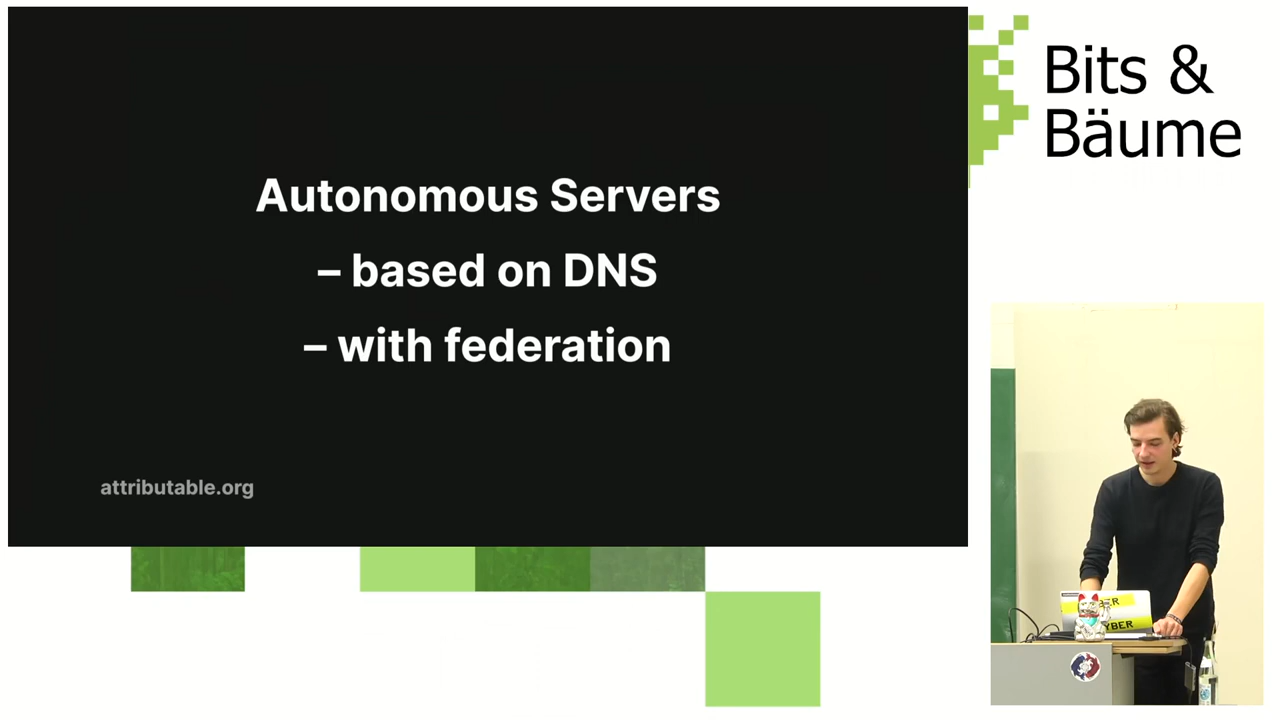 Autonomous Servers
– based on DNS
– with federation
attributable.org
Bits &
Bäume